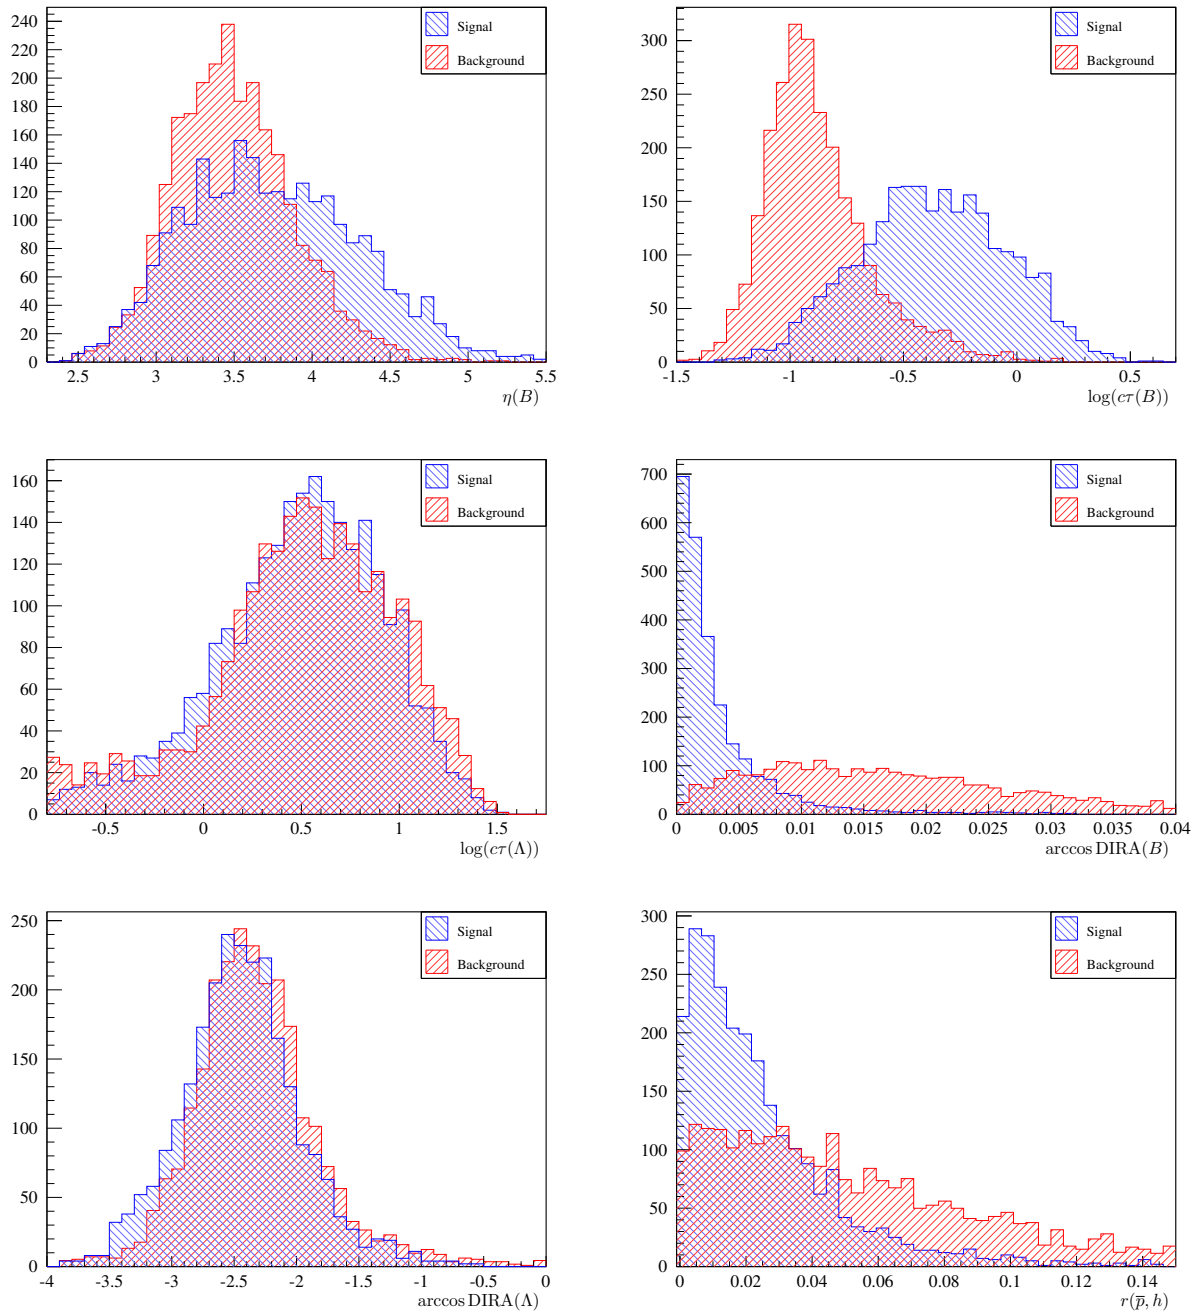 250
240
220
200
180
160
140
120
100
80
60
40
20
0
2.5 3 3.5 4 4.5 5 5.5
η(B)
Signal
Background
300
250
200
150
100
50
0
-1.5 -1 -0.5 0 0.5
log(cτ(B))
Signal
Background
160
140
120
100
80
60
40
20
0
-0.5 0 0.5 1 1.5
log(cτ(Λ))
Signal
Background
700
600
500
400
300
200
100
0
0 0.005 0.01 0.015 0.02 0.025 0.03 0.035 0.04
arccos DIRA(B)
Signal
Background
250
200
150
100
50
0
-4 -3.5 -3 -2.5 -2 -1.5 -1 -0.5 0
arccos DIRA(Λ)
Signal
Background
300
250
200
150
100
50
0
0 0.02 0.04 0.06 0.08 0.1 0.12 0.14
r(p̅, h)
Signal
Background